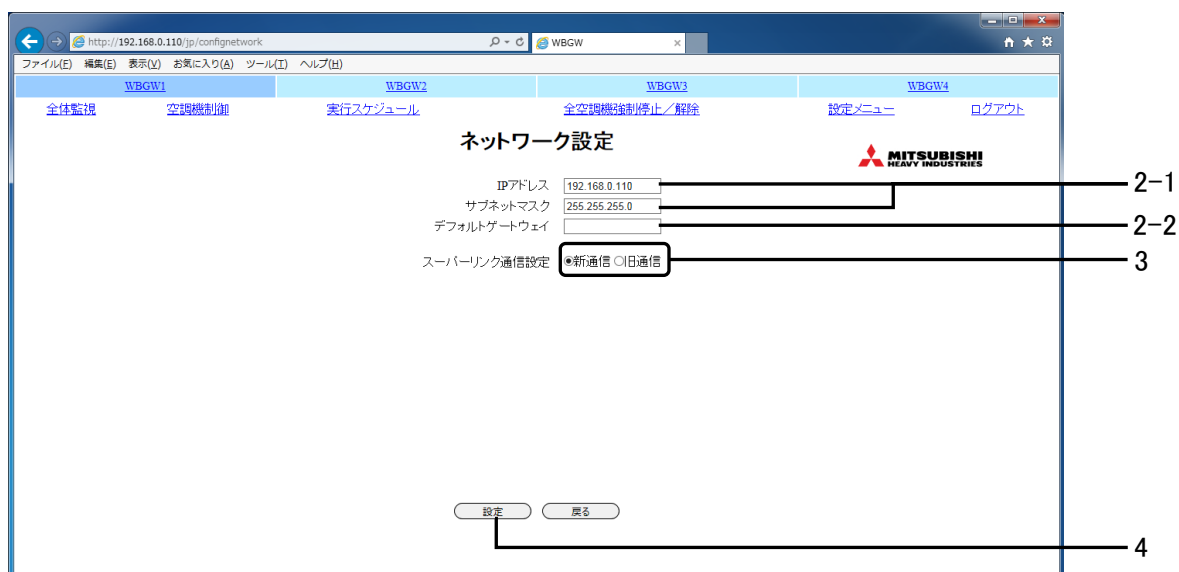 http://192.168.0.110/jp/confignetwork
WBGW
ファイル(F) 編集(E) 表示(V) お気に入り(A) ツール(T) ヘルプ(H)
WBGW1 WBGW2 WBGW3 WBGW4
全体監視 空調機制御 実行スケジュール 全空調機強制停止／解除 設定メニュー ログアウト
ネットワーク設定
MITSUBISHI
HEAVY INDUSTRIES
IPアドレス 192.168.0.110 2-1
サブネットマスク 255.255.255.0
デフォルトゲートウェイ 2-2
スーパーリンク通信設定 新通信 旧通信 3
設定 戻る
4